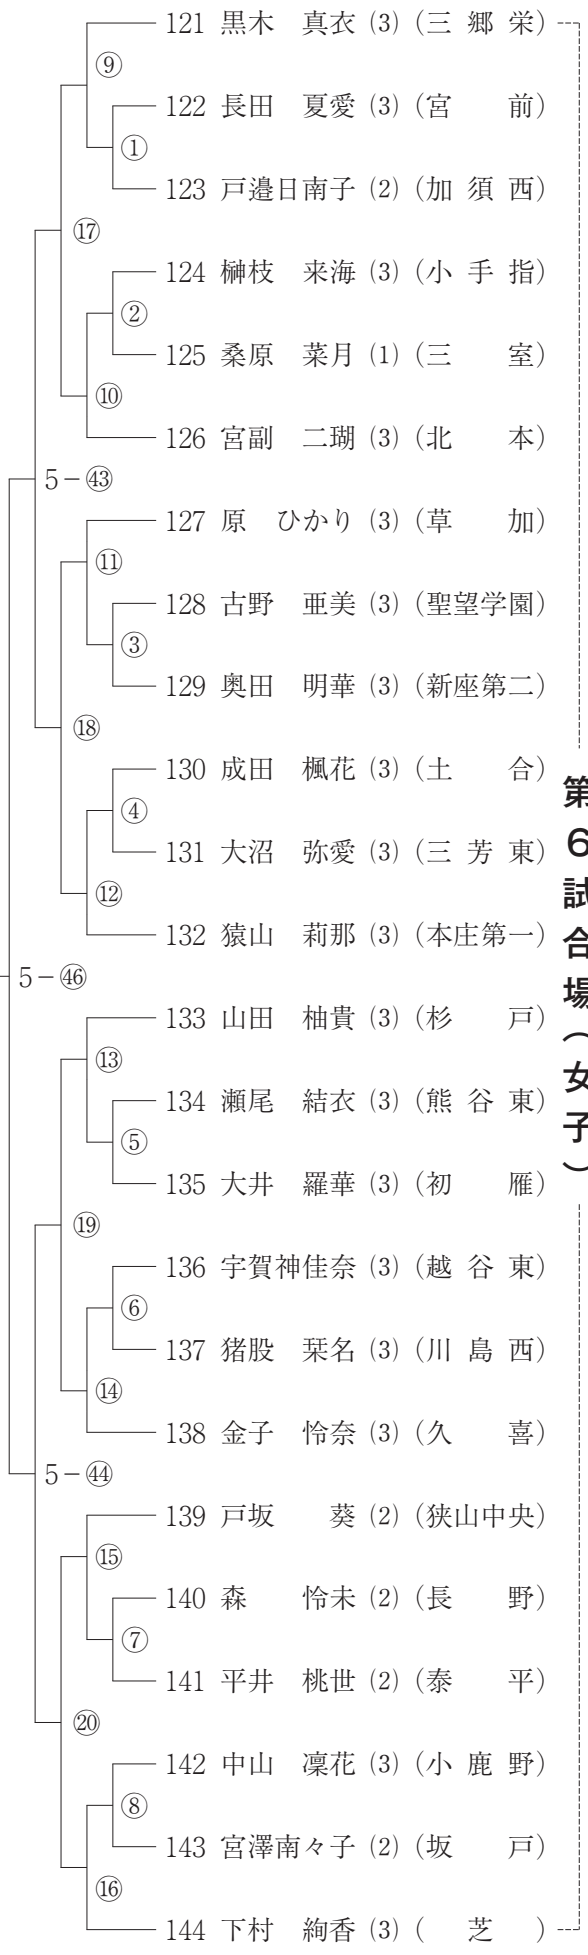 121 黒木　真衣 (3) (三 郷 栄)
⑨
122 長田　夏愛 (3) (宮　　前)
①
123 戸邉日南子 (2) (加 須 西)
⑰
124 榊枝　来海 (3) (小 手 指)
②
125 桑原　菜月 (1) (三　　室)
⑩
126 宮副　二瑚 (3) (北　　本)
5-㊸
127 原　ひかり (3) (草　　加)
⑪
128 古野　亜美 (3) (聖望学園)
③
129 奥田　明華 (3) (新座第二)
⑱
130 成田　楓花 (3) (土　　合)
④
131 大沼　弥愛 (3) (三 芳 東)
⑫
132 猿山　莉那 (3) (本庄第一)
5-㊻
133 山田　柚貴 (3) (杉　　戸)
⑬
134 瀬尾　結衣 (3) (熊 谷 東)
⑤
135 大井　羅華 (3) (初　　雁)
⑲
136 宇賀神佳奈 (3) (越 谷 東)
⑥
137 猪股　栞名 (3) (川 島 西)
⑭
138 金子　怜奈 (3) (久　　喜)
5-㊹
139 戸坂　　葵 (2) (狭山中央)
⑮
140 森　　怜未 (2) (長　　野)
⑦
141 平井　桃世 (2) (泰　　平)
⑳
142 中山　凜花 (3) (小 鹿 野)
⑧
143 宮澤南々子 (2) (坂　　戸)
⑯
144 下村　絢香 (3) (　芝　)
第6試合場(女子)